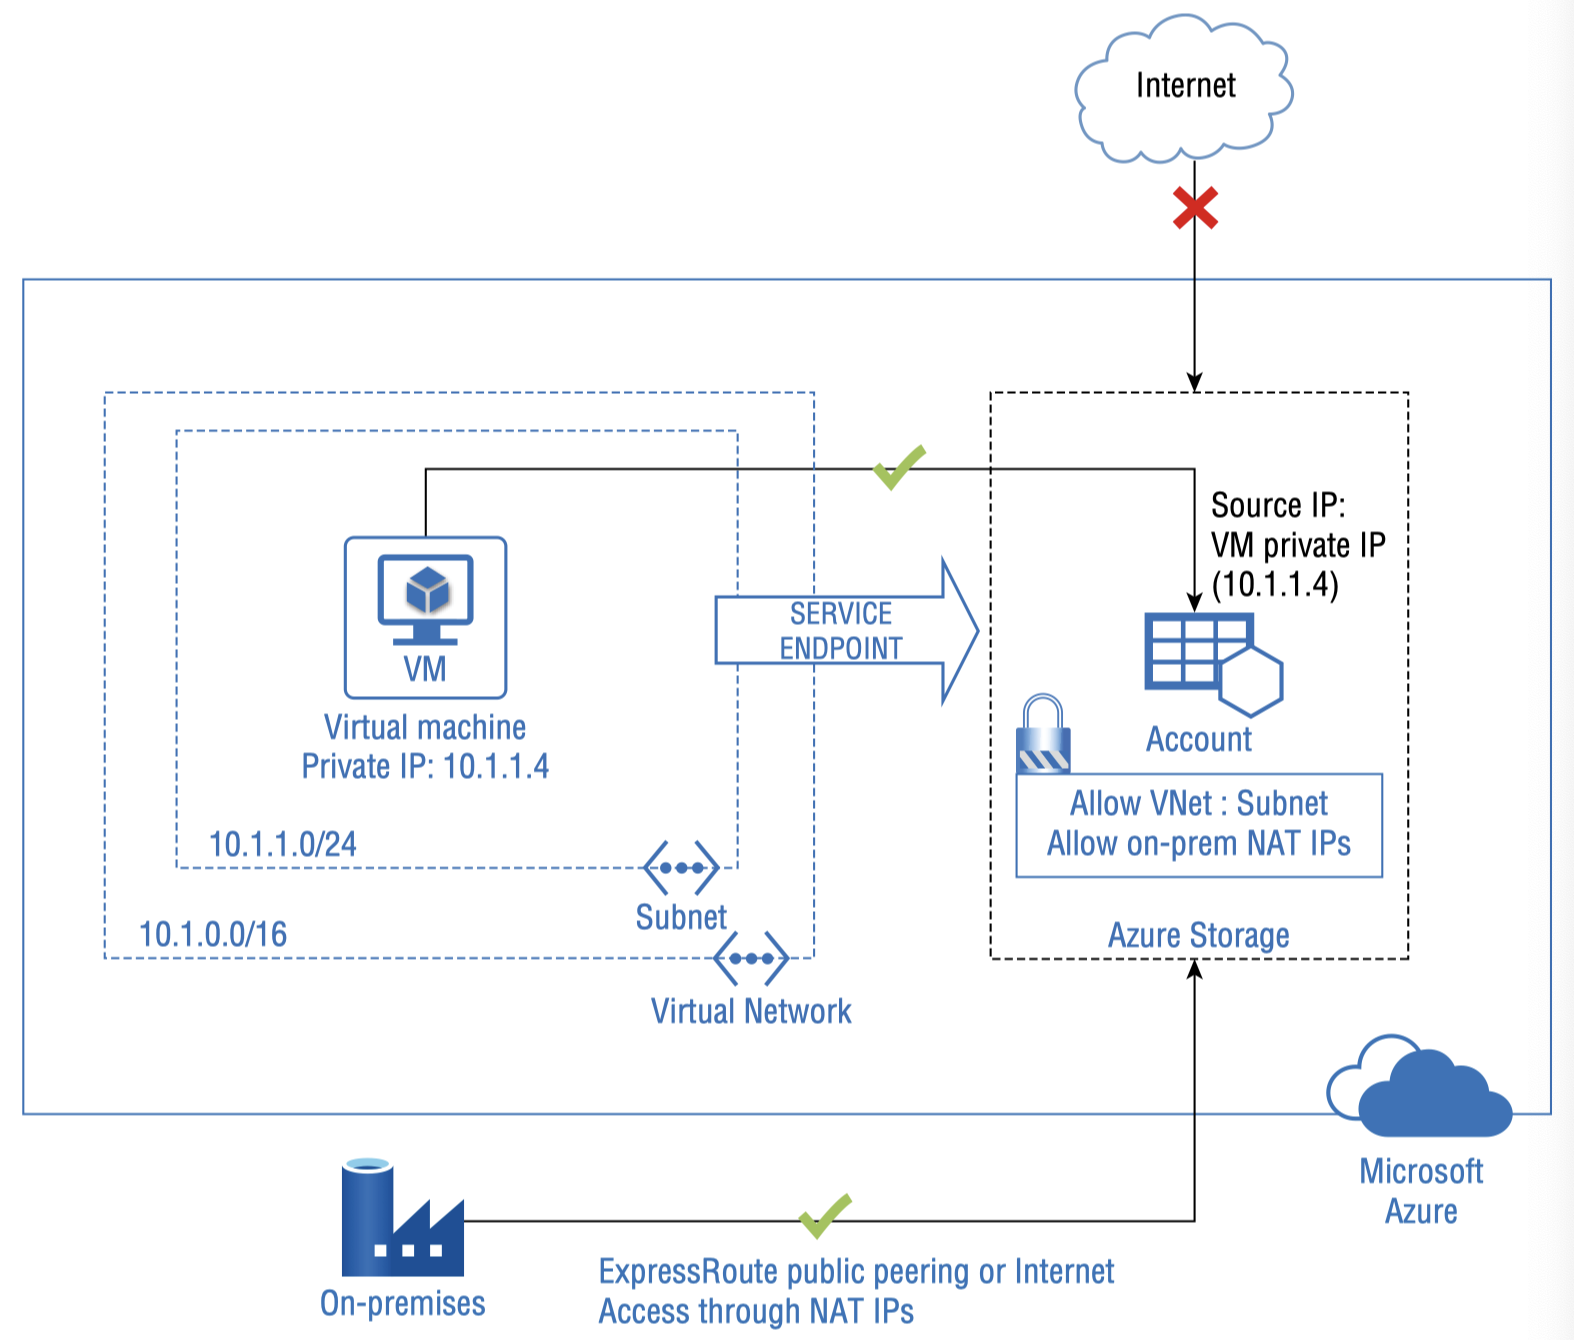 Internet
Source IP:
VM private IP
(10.1.1.4)
SERVICE
ENDPOINT
VM
Virtual machine
Private IP: 10.1.1.4
Account
Allow VNet : Subnet
Allow on-prem NAT IPs
10.1.1.0/24
Subnet
10.1.0.0/16
Azure Storage
Virtual Network
Microsoft
Azure
On-premises
ExpressRoute public peering or Internet
Access through NAT IPs